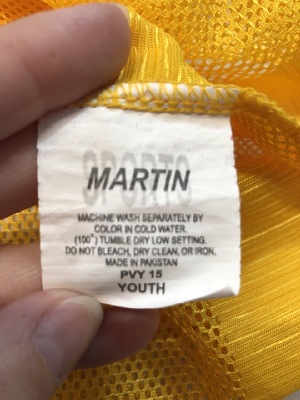 SPORTS
MARTIN
MACHINE WASH SEPARATELY BY
COLOR IN COLD WATER.
(100°) TUMBLE DRY LOW SETTING.
DO NOT BLEACH, DRY CLEAN, OR IRON.
MADE IN PAKISTAN
PVY 15
YOUTH